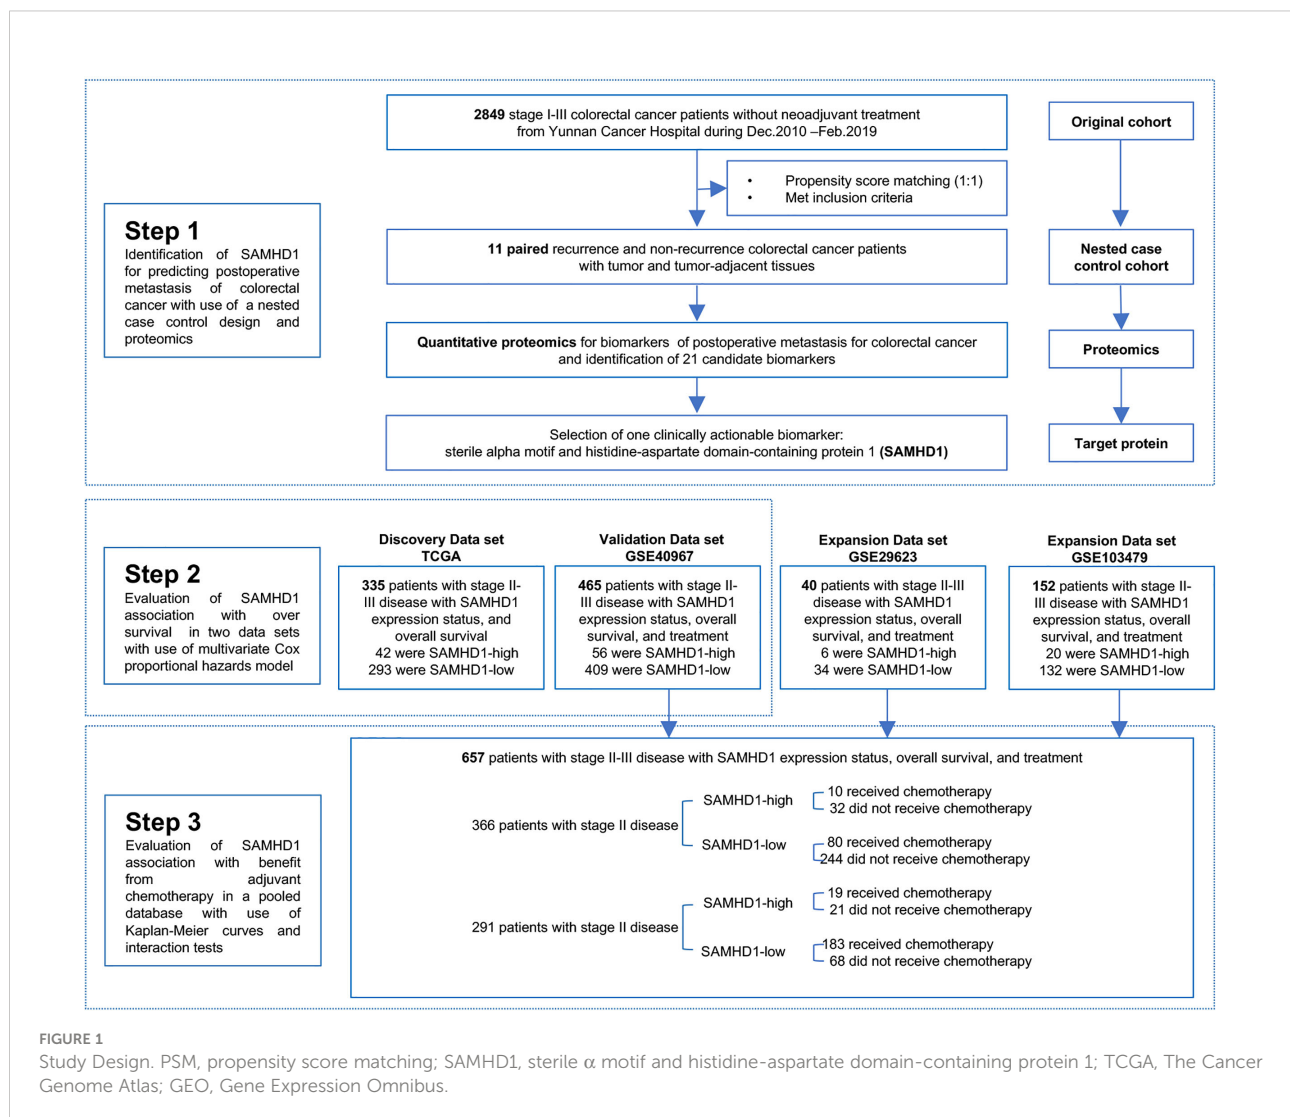 2849 stage I-III colorectal cancer patients without neoadjuvant treatment
from Yunnan Cancer Hospital during Dec.2010 –Feb.2019
Original cohort
• Propensity score matching (1:1)
• Met inclusion criteria
Step 1
Identification of SAMHD1
for predicting postoperative
metastasis of colorectal
cancer with use of a nested
case control design and
proteomics
11 paired recurrence and non-recurrence colorectal cancer patients
with tumor and tumor-adjacent tissues
Nested case
control cohort
Quantitative proteomics for biomarkers of postoperative metastasis for colorectal cancer
and identification of 21 candidate biomarkers
Proteomics
Selection of one clinically actionable biomarker:
sterile alpha motif and histidine-aspartate domain-containing protein 1 (SAMHD1)
Target protein
Step 2
Evaluation of SAMHD1
association with over
survival in two data sets
with use of multivariate Cox
proportional hazards model
Discovery Data set
TCGA
335 patients with stage II-
III disease with SAMHD1
expression status, and
overall survival
42 were SAMHD1-high
293 were SAMHD1-low
Validation Data set
GSE40967
465 patients with stage II-
III disease with SAMHD1
expression status, overall
survival, and treatment
56 were SAMHD1-high
409 were SAMHD1-low
Expansion Data set
GSE29623
40 patients with stage II-III
disease with SAMHD1
expression status, overall
survival, and treatment
6 were SAMHD1-high
34 were SAMHD1-low
Expansion Data set
GSE103479
152 patients with stage II-
III disease with SAMHD1
expression status, overall
survival, and treatment
20 were SAMHD1-high
132 were SAMHD1-low
Step 3
Evaluation of SAMHD1
association with benefit
from adjuvant
chemotherapy in a pooled
database with use of
Kaplan-Meier curves and
interaction tests
657 patients with stage II-III disease with SAMHD1 expression status, overall survival, and treatment
366 patients with stage II disease
SAMHD1-high
10 received chemotherapy
32 did not receive chemotherapy
SAMHD1-low
80 received chemotherapy
244 did not receive chemotherapy
291 patients with stage II disease
SAMHD1-high
19 received chemotherapy
21 did not receive chemotherapy
SAMHD1-low
183 received chemotherapy
68 did not receive chemotherapy
FIGURE 1
Study Design. PSM, propensity score matching; SAMHD1, sterile α motif and histidine-aspartate domain-containing protein 1; TCGA, The Cancer
Genome Atlas; GEO, Gene Expression Omnibus.